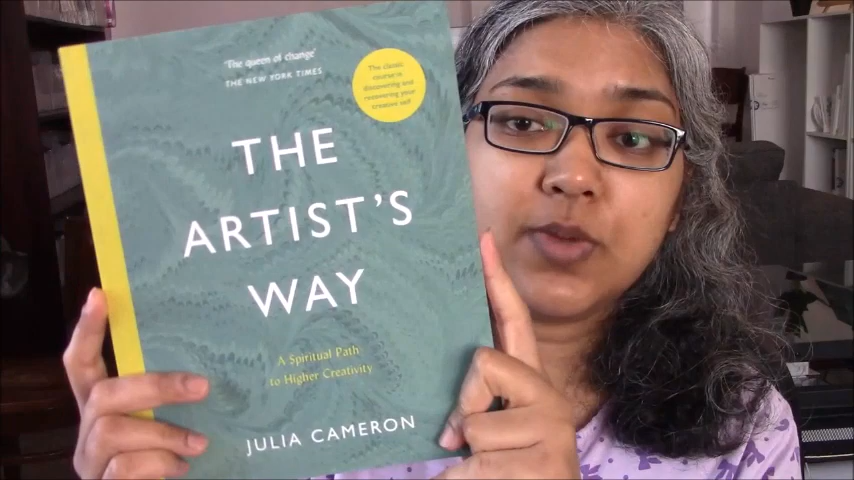 'The queen of change'
THE NEW YORK TIMES
The classic
course in
discovering and
recovering your
creative self
THE
ARTIST'S
WAY
A Spiritual Path
to Higher Creativity
JULIA CAMERON